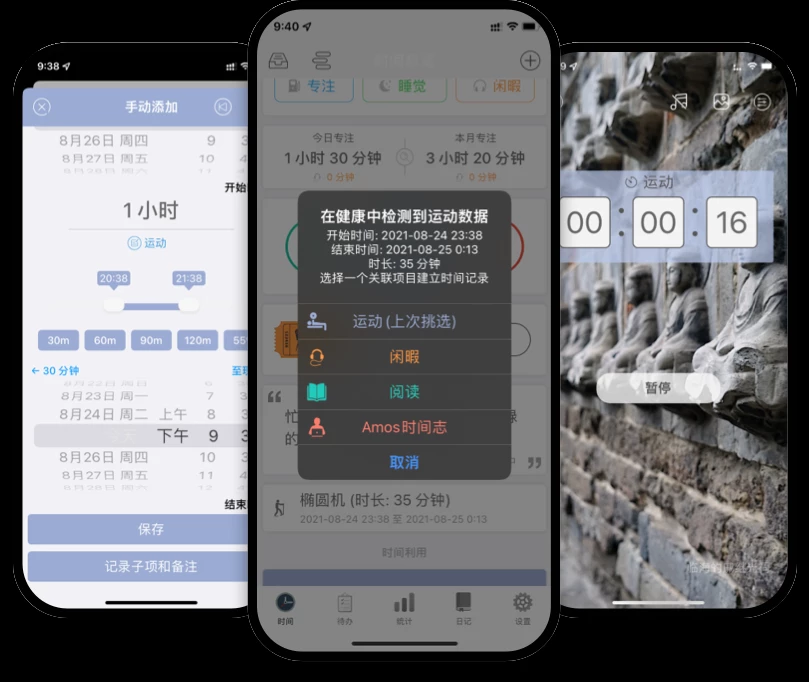 9:38
手动添加
8月26日 周四 9
8月27日 周五 10
开始
1 小时
运动
20:38 21:38
30m 60m 90m 120m 55
← 30 分钟
8月23日 周一 7
8月24日 周二 上午 8
下午 9
8月26日 周四 10
8月27日 周五 11
结束
保存
记录子项和备注
9:40
专注 睡觉 闲暇
今日专注 本月专注
1 小时 30 分钟 3 小时 20 分钟
0 分钟 0 分钟
在健康中检测到运动数据
开始时间: 2021-08-24 23:38
结束时间: 2021-08-25 0:13
时长: 35 分钟
选择一个关联项目建立时间记录
运动 (上次挑选)
闲暇
阅读
Amos时间志
取消
忙
的
椭圆机 (时长: 35 分钟)
2021-08-24 23:38 至 2021-08-25 0:13
时间利用
时间 待办 统计 日记 设置
运动
00 : 00 : 16
暂停